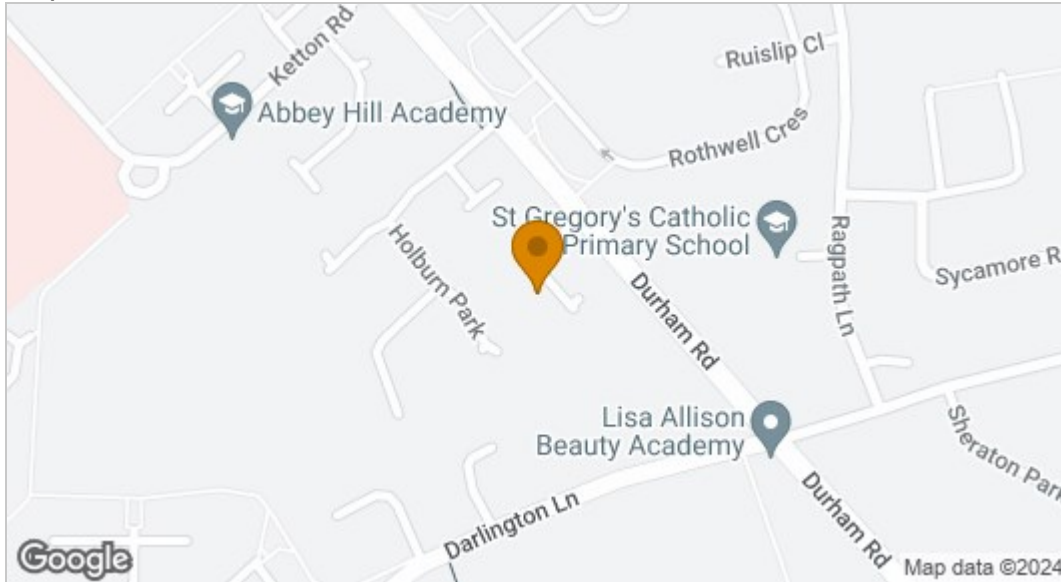 Ketton Rd
Ruislip Cl
Abbey Hill Academy
Rothwell Cres
St Gregory's Catholic
Primary School
Holburn Park
Ragpath Ln
Sycamore R
Durham Rd
Lisa Allison
Beauty Academy
Sheraton Park
Darlington Ln
Durham Rd
Google
Map data ©2024